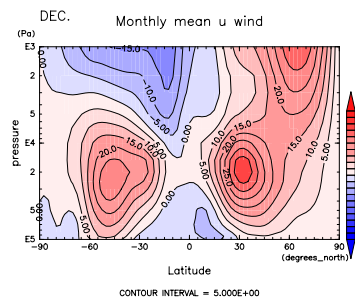 DEC.
Monthly mean u wind
(Pa)
E3
2
5
E4
2
5
E5
pressure
-90 -60 -30 0 30 60 90
(degrees_north)
Latitude
0.00
-15.0
-10.0
-5.00
0.00
20.0
15.0
10.0
5.00
5.00
0.00
20.0
10.0
15.0
20.0
25.0
5.00
15.0
10.0
5.00
CONTOUR INTERVAL = 5.000E+00